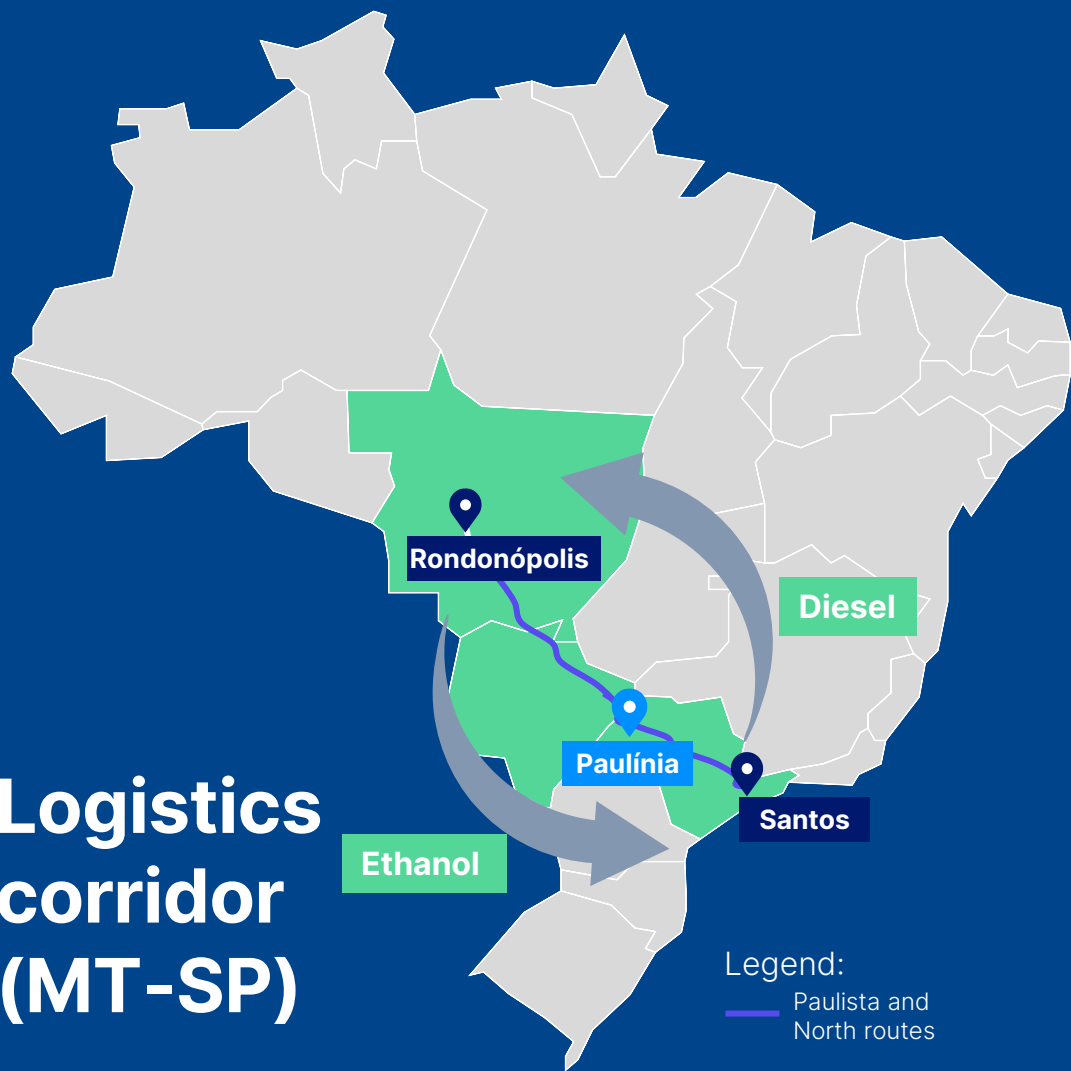 Rondonópolis
Diesel
Paulínia
Santos
Ethanol
Logistics
corridor
(MT-SP)
Legend:
Paulista and
North routes